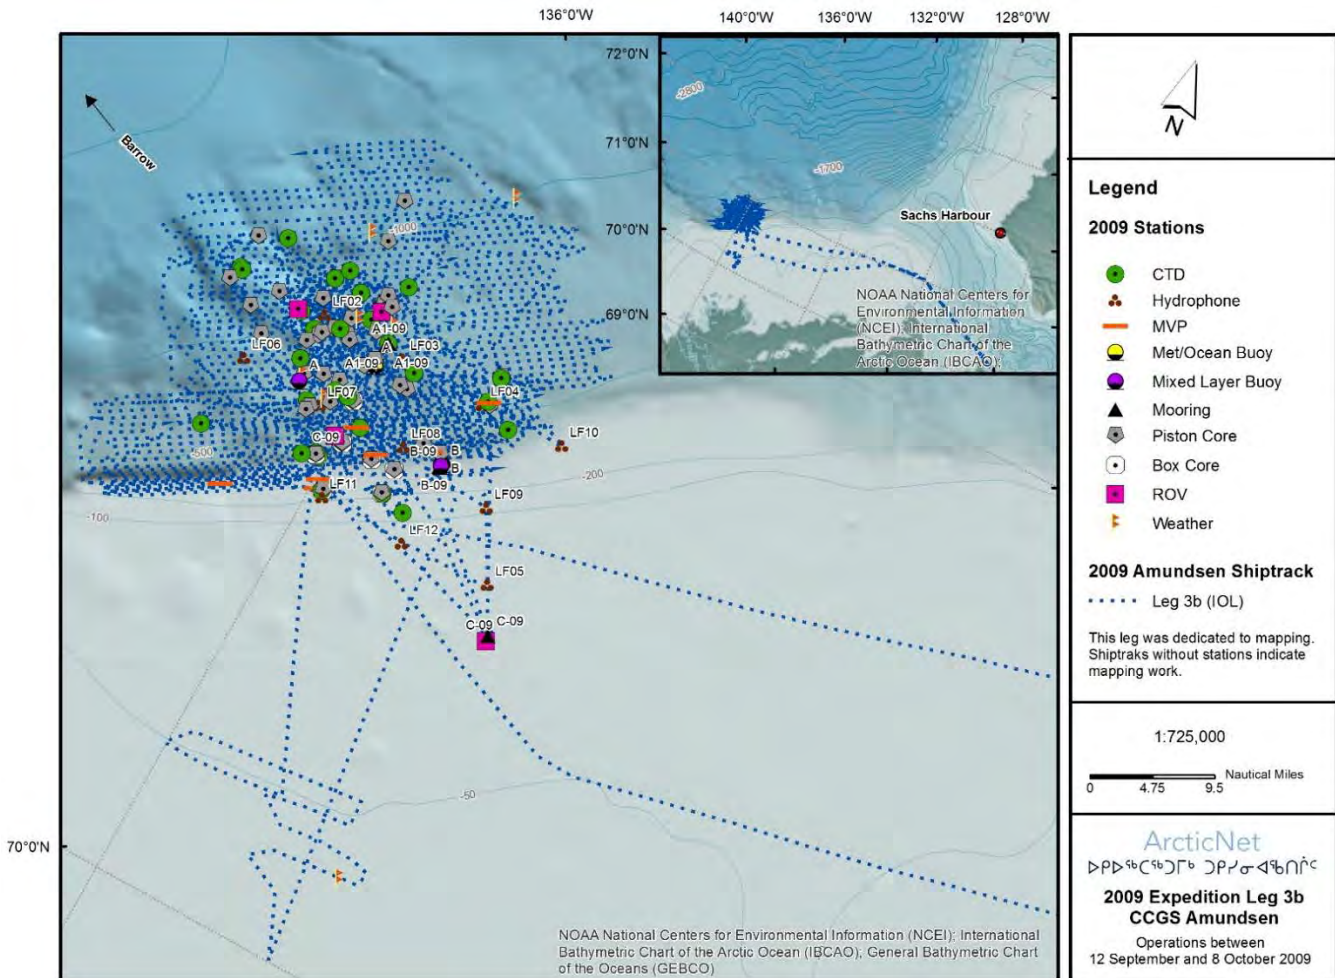 136°0'W
140°0'W 136°0'W 132°0'W 128°0'W
72°0'N
71°0'N
70°0'N
69°0'N
Barrow
-2800
-1700
Sachs Harbour
NOAA National Centers for
Environmental Information
(NCEI); International
Bathymetric Chart of the
Arctic Ocean (IBCAO);
-1000
LF02
A1-09
A
LF03
LF06
A
A1-09
A1-09
LF07
LF04
C-09
LF08
B-09
B
B
LF10
-500
-200
B-09
LF11
LF09
-100
LF12
LF05
C-09
C-09
-50
70°0'N
NOAA National Centers for Environmental Information (NCEI); International
Bathymetric Chart of the Arctic Ocean (IBCAO); General Bathymetric Chart
of the Oceans (GEBCO)
N
Legend
2009 Stations
CTD
Hydrophone
MVP
Met/Ocean Buoy
Mixed Layer Buoy
Mooring
Piston Core
Box Core
ROV
Weather
2009 Amundsen Shiptrack
Leg 3b (IOL)
This leg was dedicated to mapping.
Shiptraks without stations indicate
mapping work.
1:725,000
Nautical Miles
0 4.75 9.5
ArcticNet
ᐅᑭᐅᖅᑕᖅᑐᒥᒃ ᑐᑭᓯᓂᐊᖃᑎᒌᑦ
2009 Expedition Leg 3b
CCGS Amundsen
Operations between
12 September and 8 October 2009